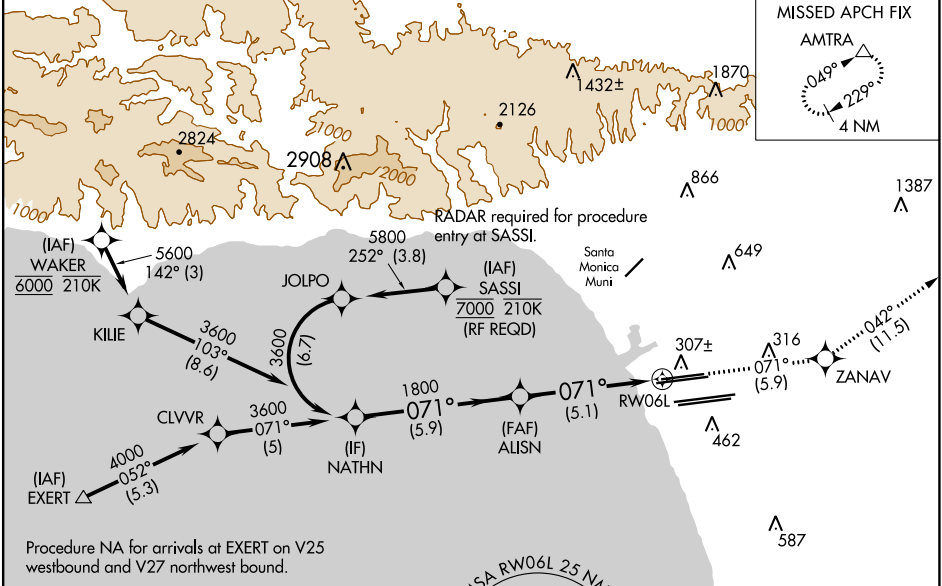 MISSED APCH FIX
AMTRA
049°
229°
4 NM
1432±
1870
2126
1000
1000
2824
2908
2000
1000
866
1387
RADAR required for procedure
entry at SASSI.
(IAF)
WAKER
6000 210K
5600
142° (3)
5800
252° (3.8)
(IAF)
SASSI
7000 210K
(RF REQD)
Santa
Monica
Muni
649
JOLPO
KILIE
3600
103°
(8.6)
3600
(6.7)
042°
(11.5)
307±
316
071°
(5.9)
ZANAV
RW06L
1800
071°
(5.9)
071°
(5.1)
CLVVR
3600
071°
(5)
(IF)
NATHN
(FAF)
ALISN
462
4000
052°
(5.3)
(IAF)
EXERT
587
Procedure NA for arrivals at EXERT on V25
westbound and V27 northwest bound.
SA RW06L 25 NM